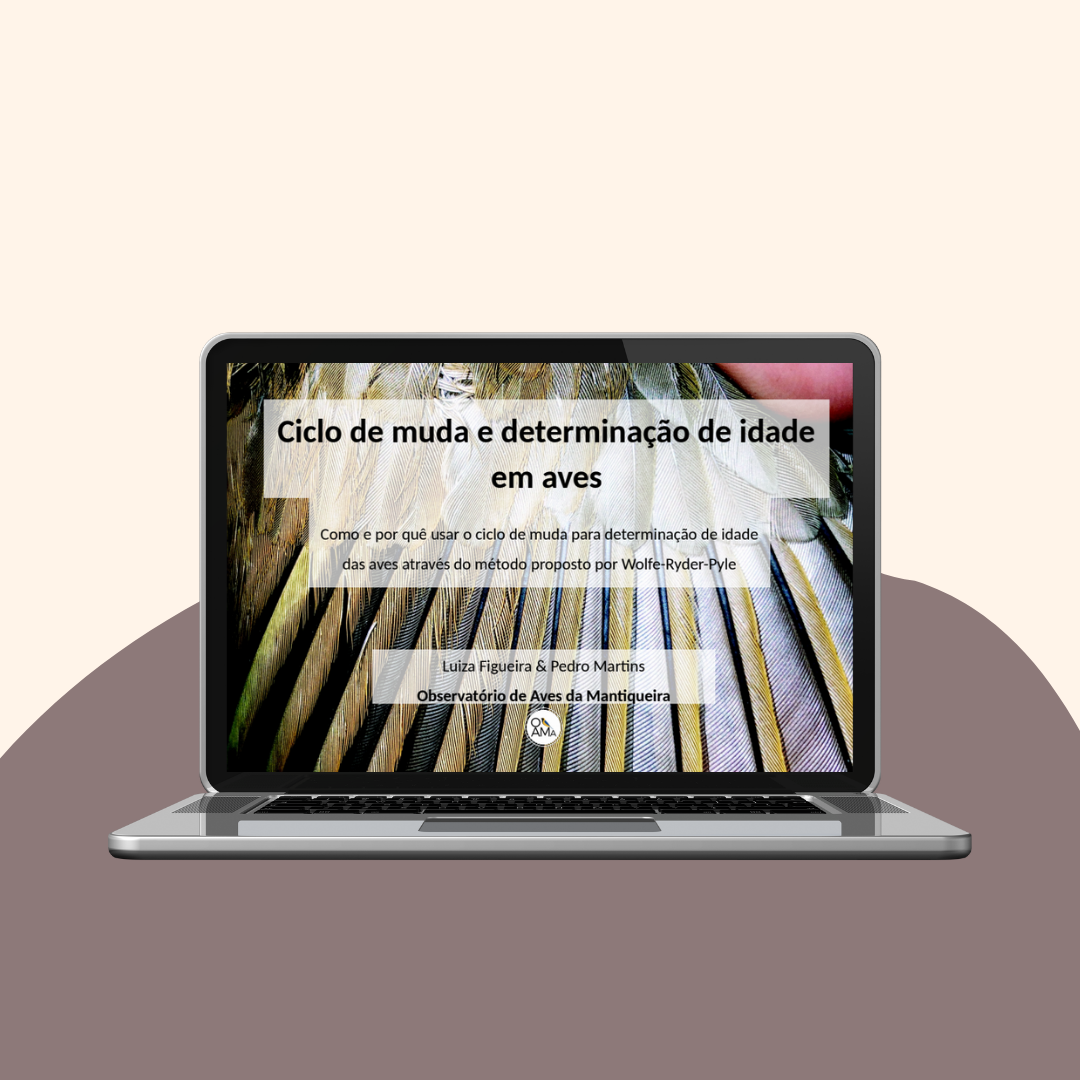 Ciclo de muda e determinação de idade
em aves
Como e por quê usar o ciclo de muda para determinação de idade
das aves através do método proposto por Wolfe-Ryder-Pyle
Luiza Figueira & Pedro Martins
Observatório de Aves da Mantiqueira
OAMA